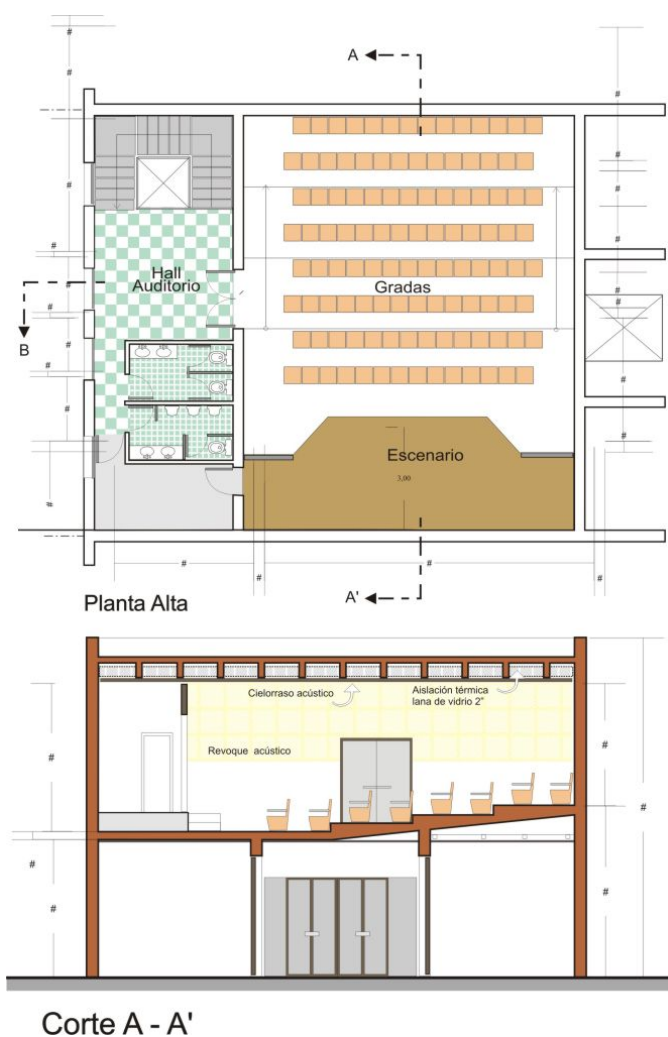 A
#
#
#
#
#
#
Hall
Auditorio
Gradas
#
#
#
#
#
B
#
#
#
#
Escenario
3,00
#
#
#
#
#
#
#
A'
Planta Alta
Cielorraso acústico
Aislación térmica
lana de vidrio 2"
Revoque acústico
#
#
#
#
#
#
#
Corte A - A'